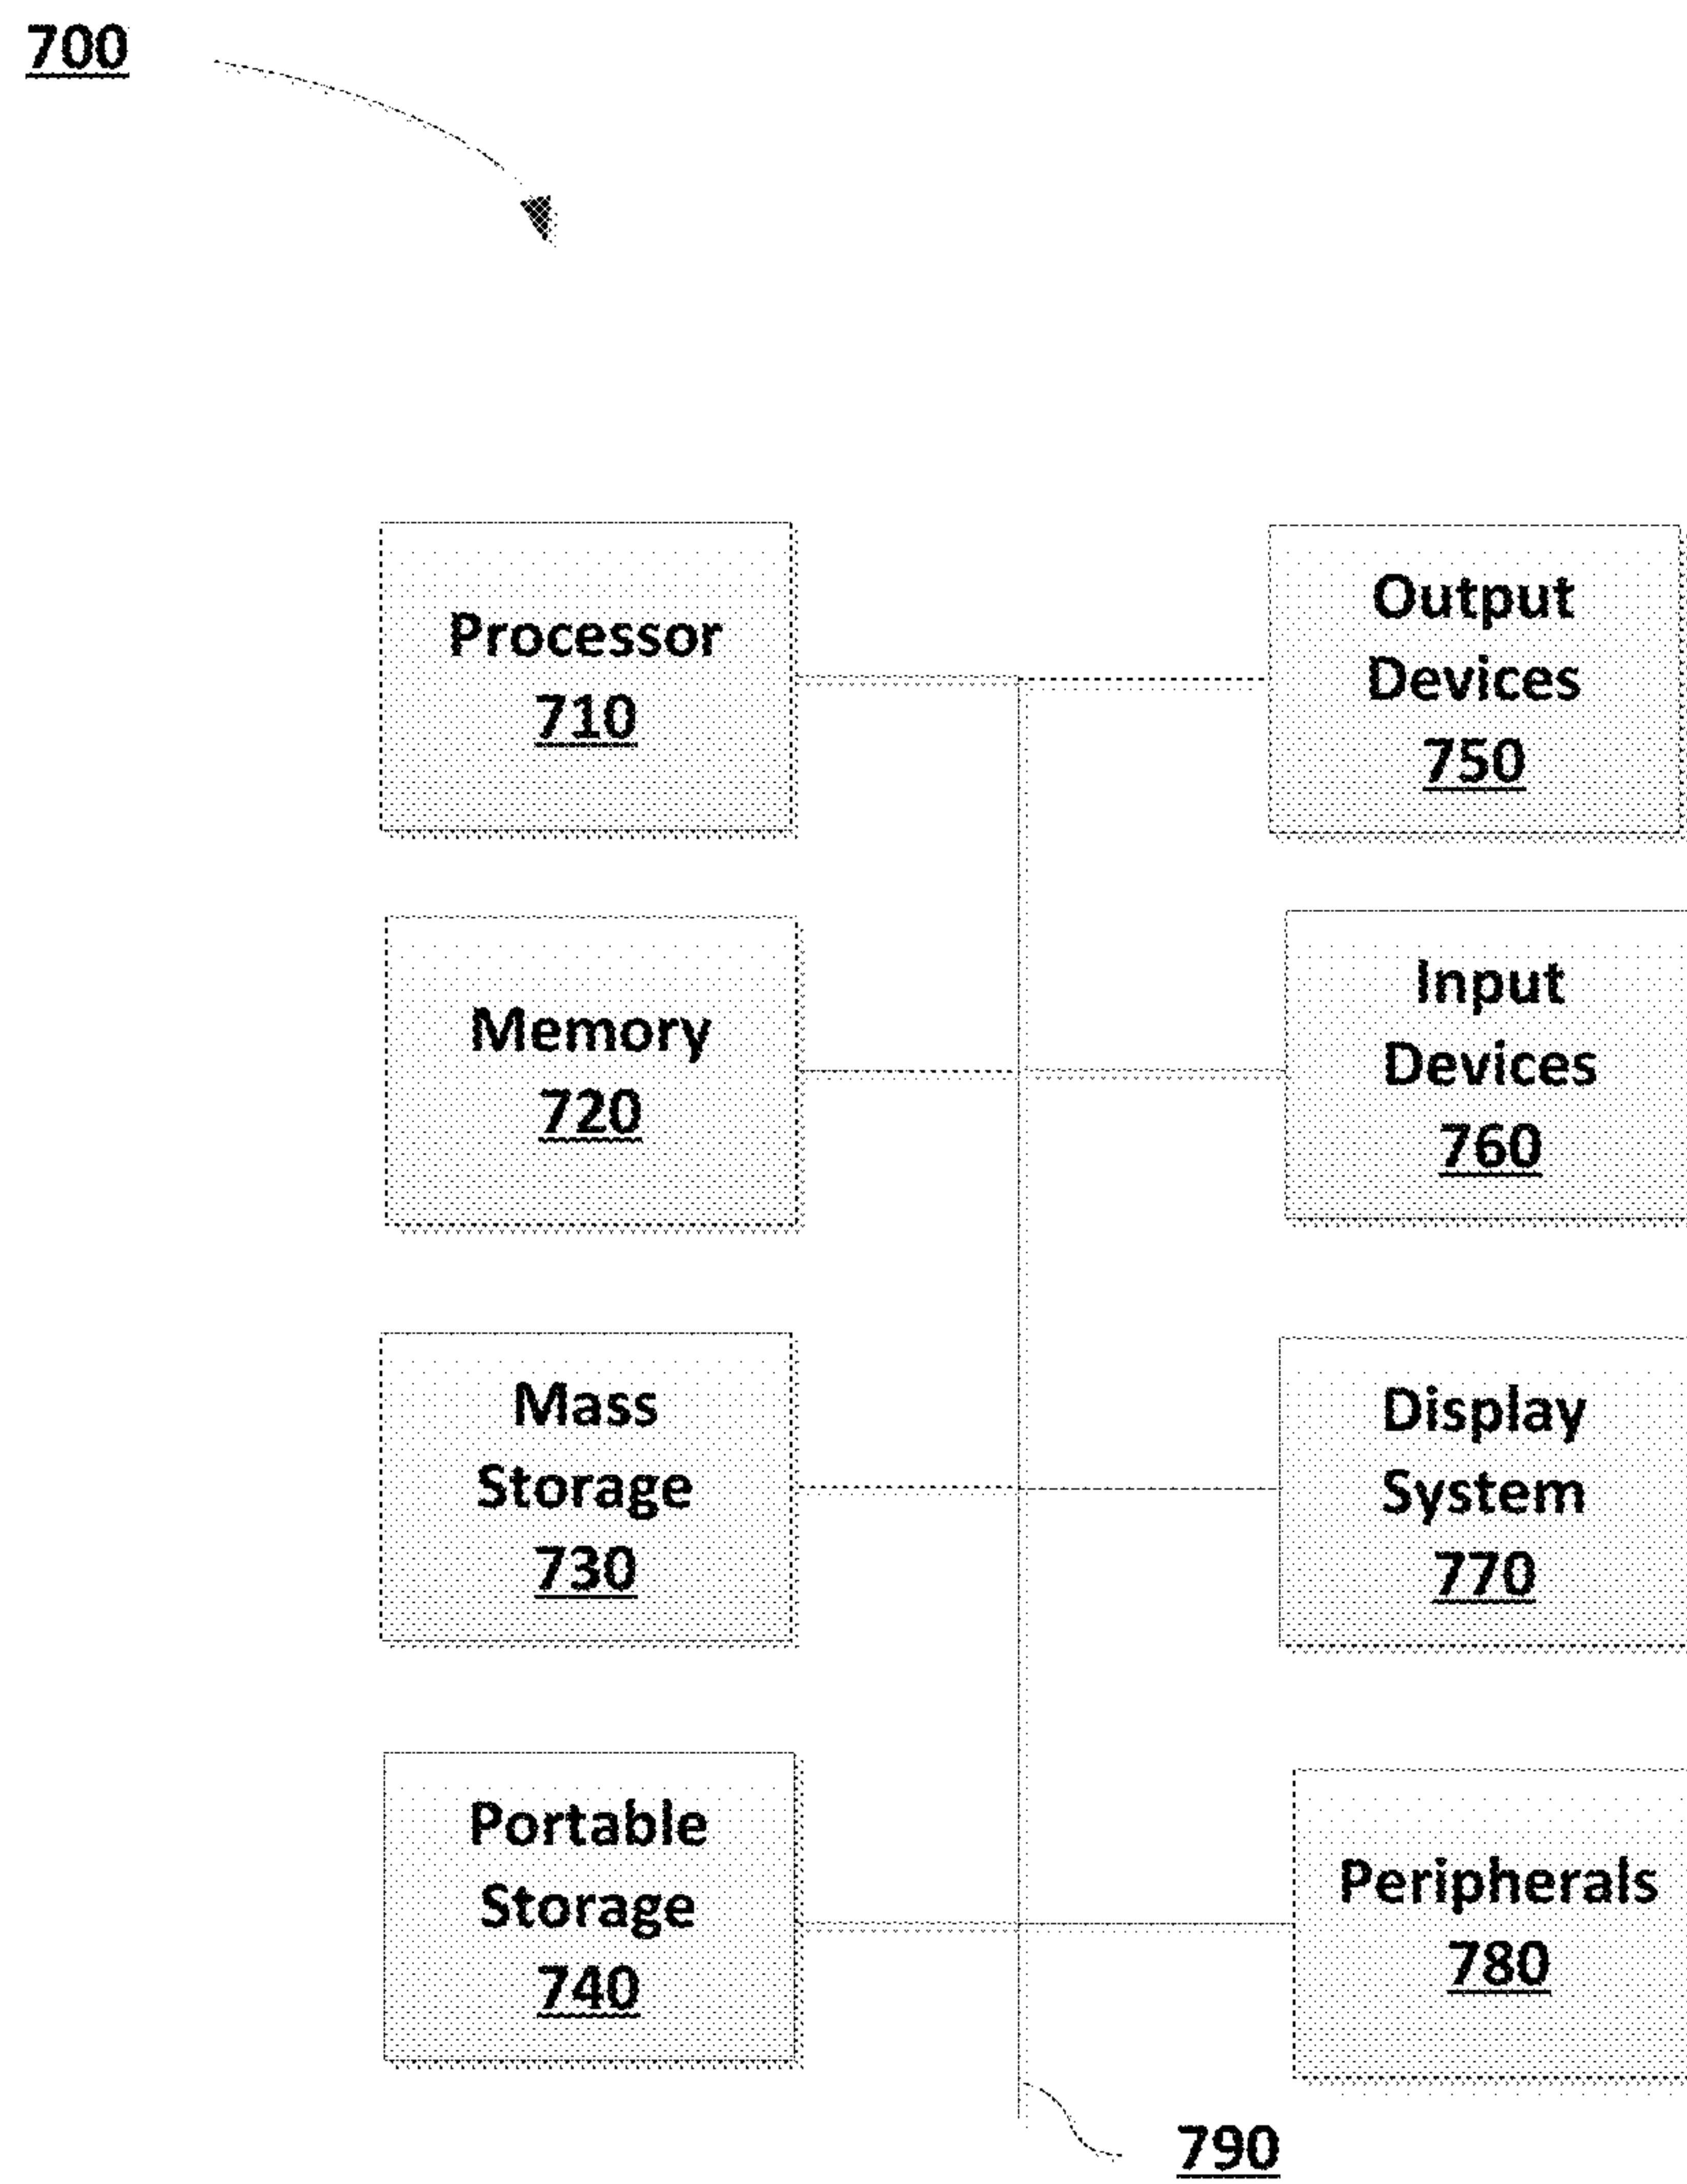 700
Processor
710
Output
Devices
750
Memory
720
Input
Devices
760
Mass
Storage
730
Display
System
770
Portable
Storage
740
Peripherals
780
790